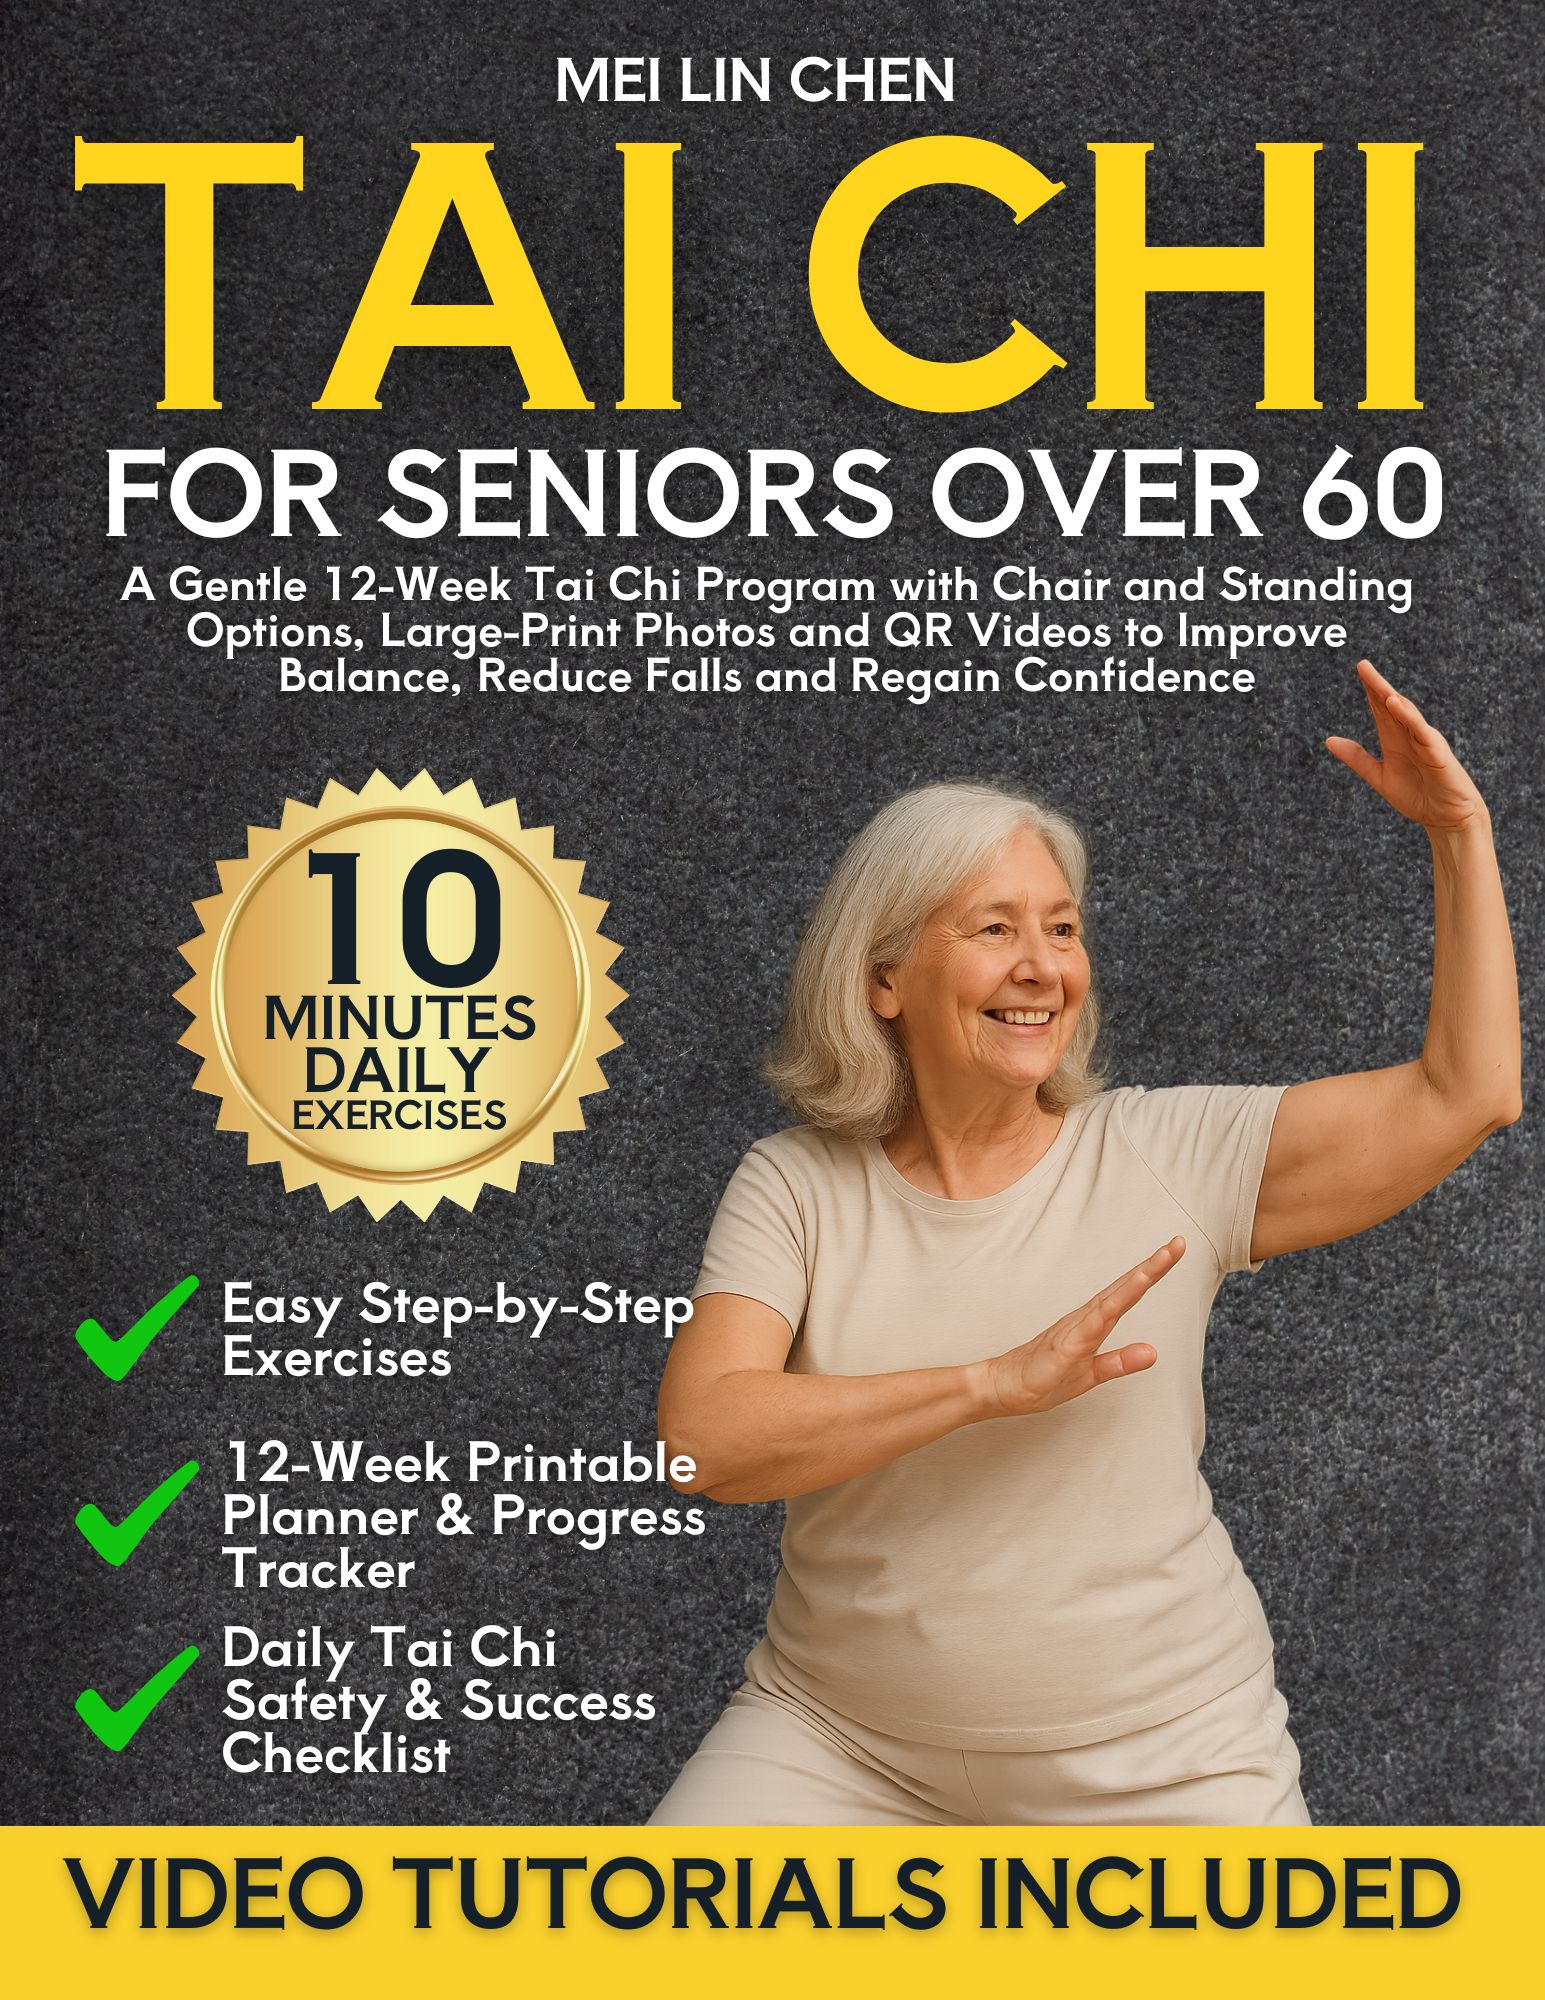 MEI LIN CHEN
TAI CHI
FOR SENIORS OVER 60
A Gentle 12-Week Tai Chi Program with Chair and Standing
Options, Large-Print Photos and QR Videos to Improve
Balance, Reduce Falls and Regain Confidence
10
MINUTES
DAILY
EXERCISES
Easy Step-by-Step
Exercises
12-Week Printable
Planner & Progress
Tracker
Daily Tai Chi
Safety & Success
Checklist
VIDEO TUTORIALS INCLUDED